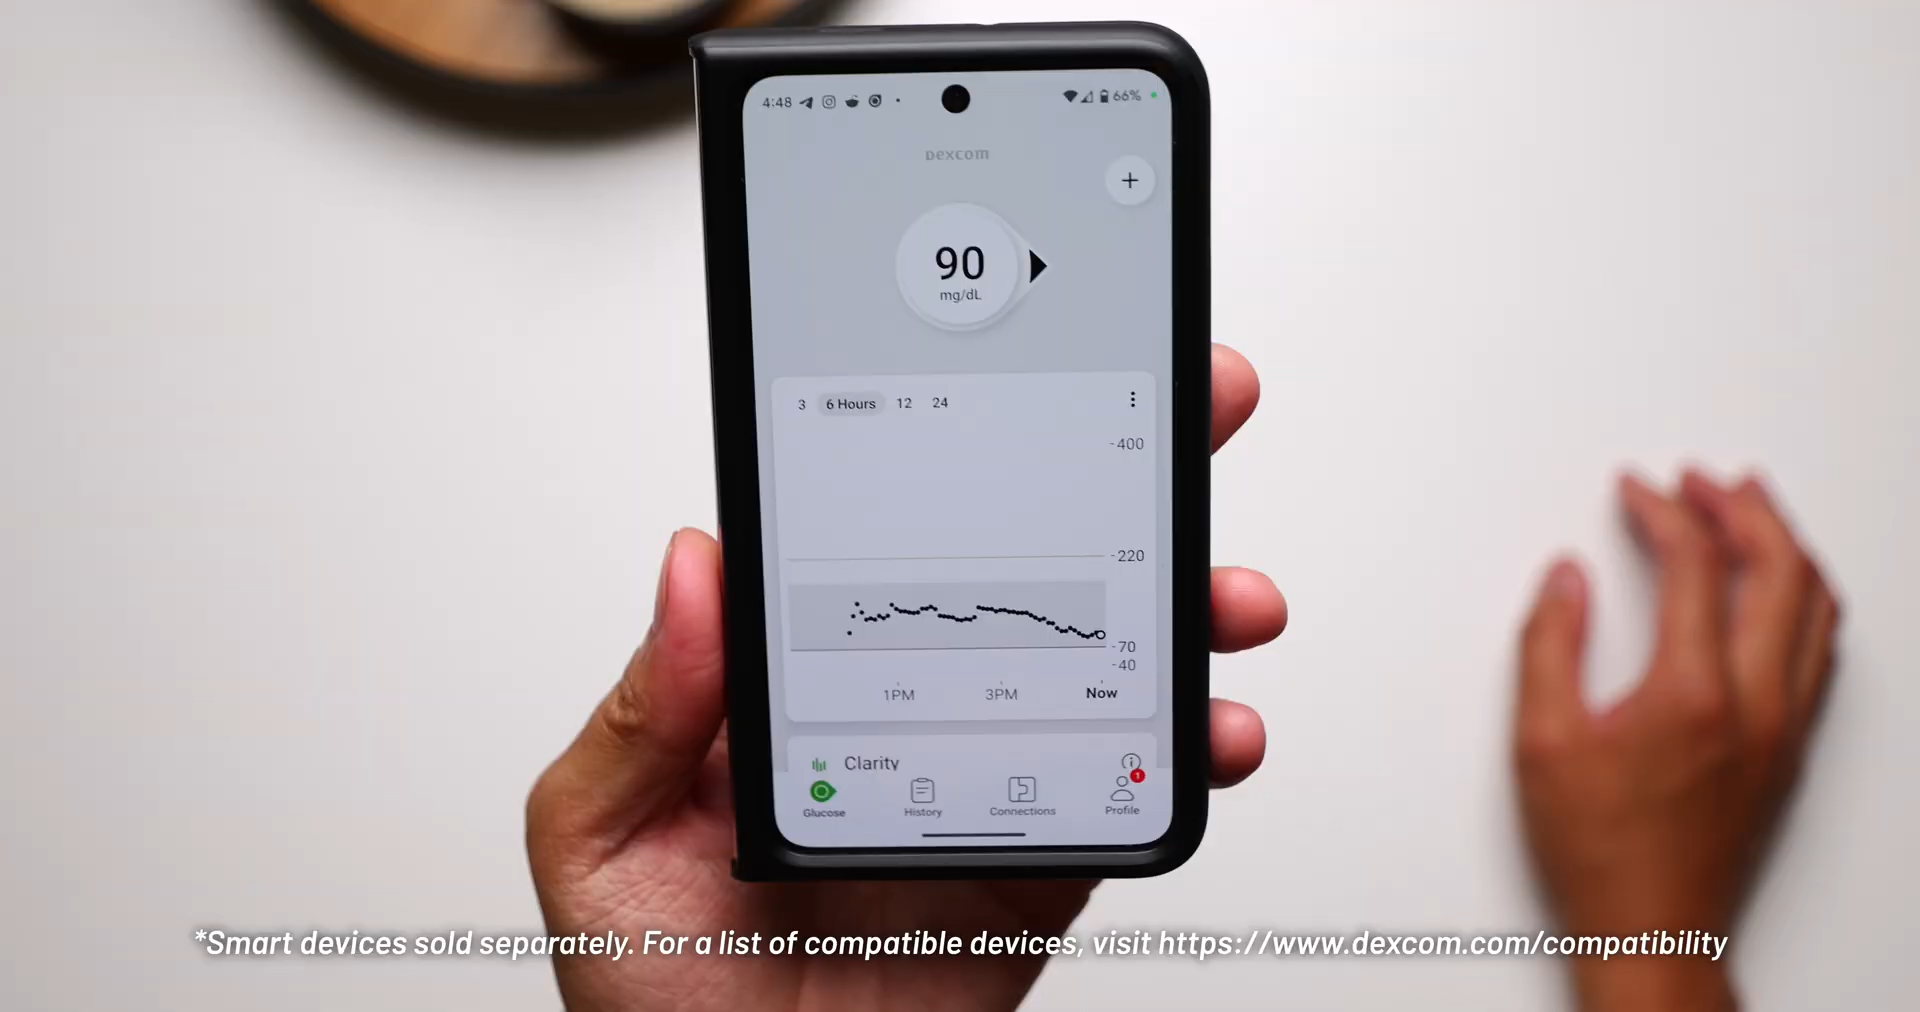 4:48 66%
Dexcom
+
90
mg/dL
3 6 Hours 12 24
400
220
70
40
1PM 3PM Now
Clarity
1
Glucose History Connections Profile
*Smart devices sold separately. For a list of compatible devices, visit https://www.dexcom.com/compatibility